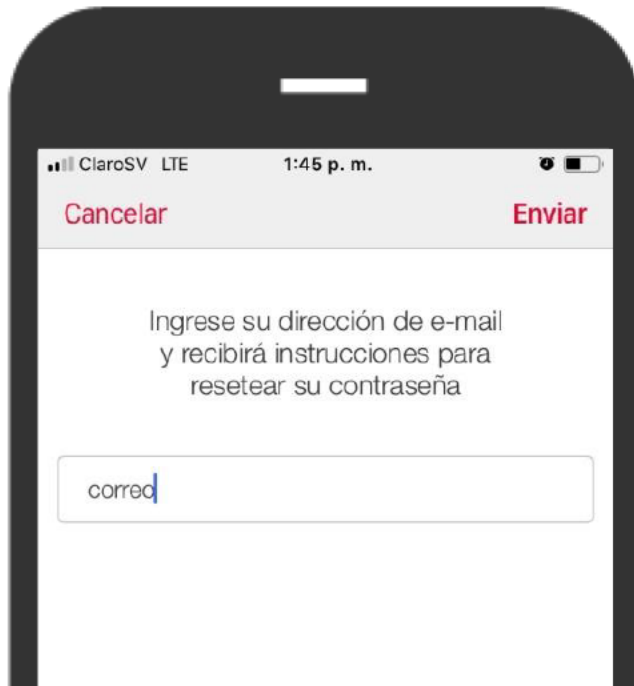 ClaroSV LTE 1:45 p. m.
Cancelar Enviar
Ingrese su dirección de e-mail
y recibirá instrucciones para
resetear su contraseña
correo